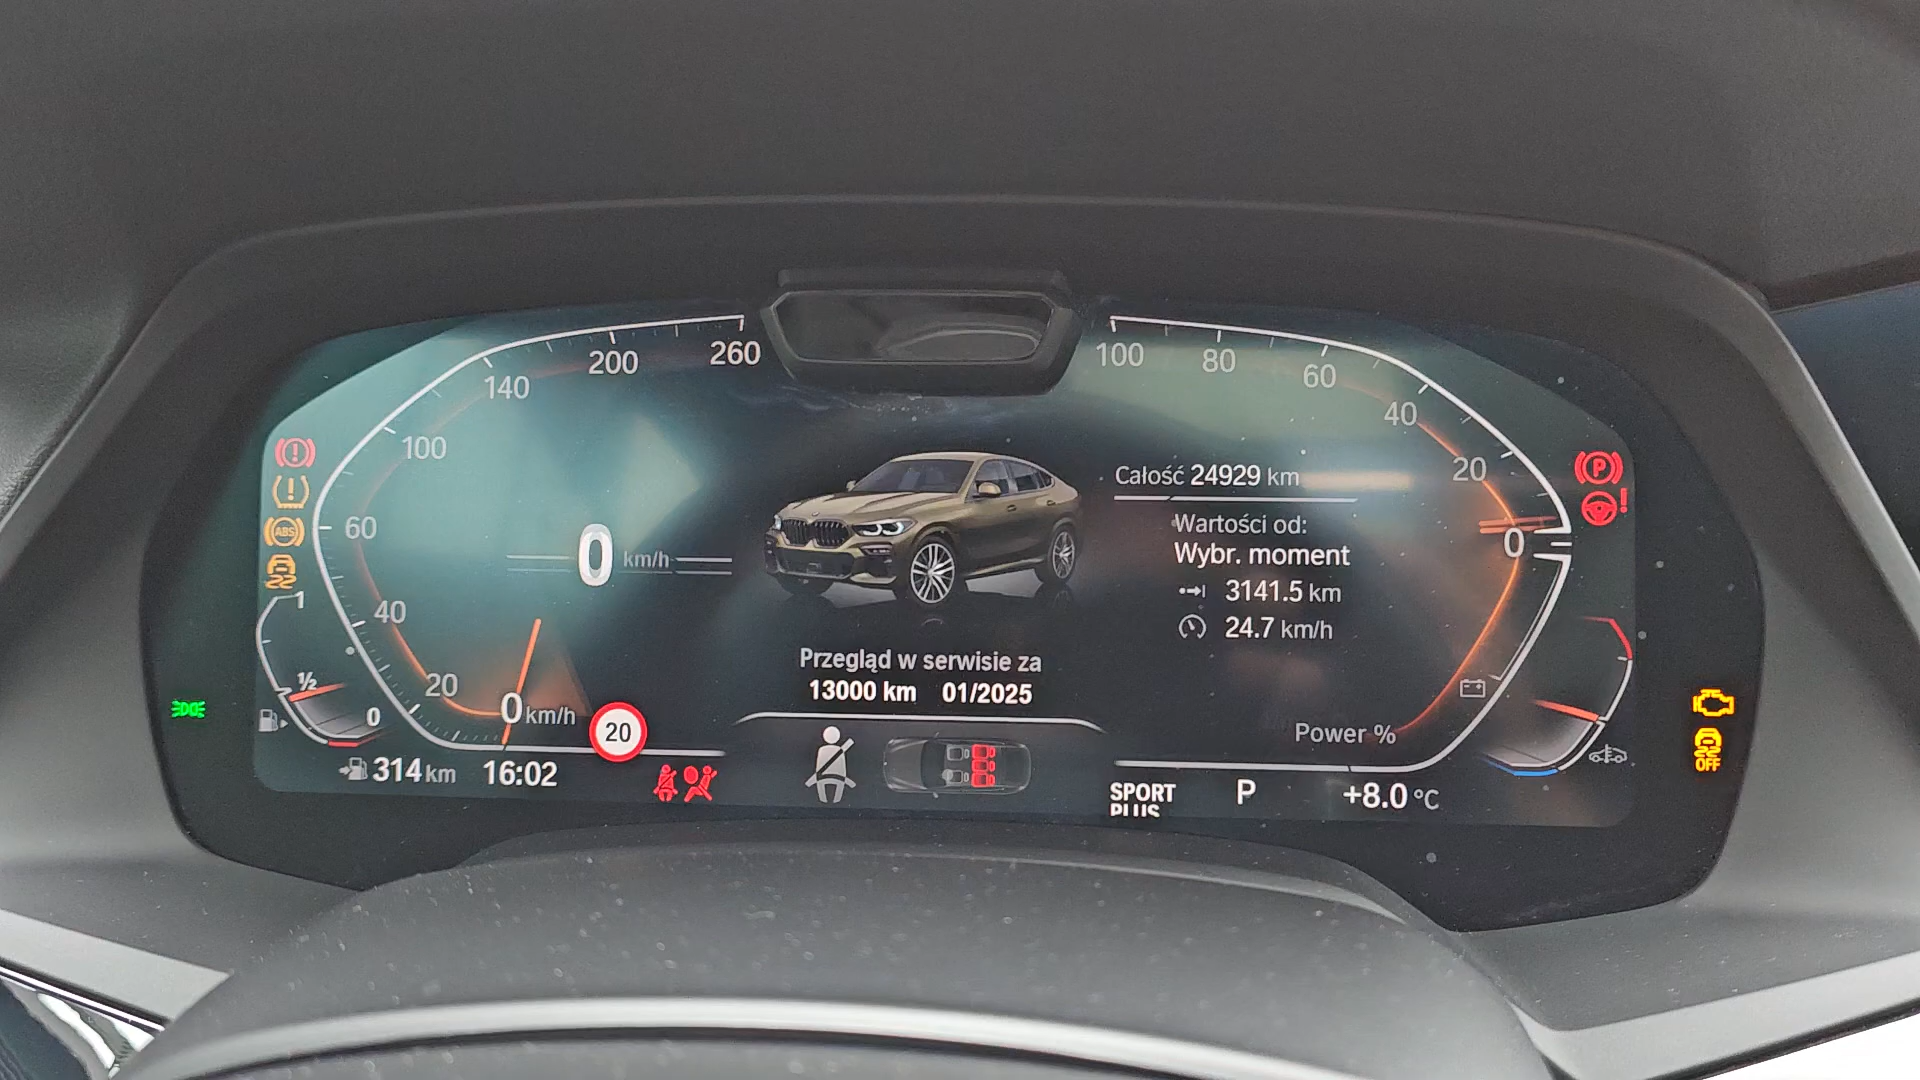 260
200
140
100
60
40
20
0 km/h
0 km/h
20
ABS
1
1/2
0
314 km
16:02
Całość 24929 km
Wartości od:
Wybr. moment
3141.5 km
24.7 km/h
Przegląd w serwisie za
13000 km 01/2025
100
80
60
40
20
0
Power %
SPORT
PLUS
P
+8.0 °C
P
OFF